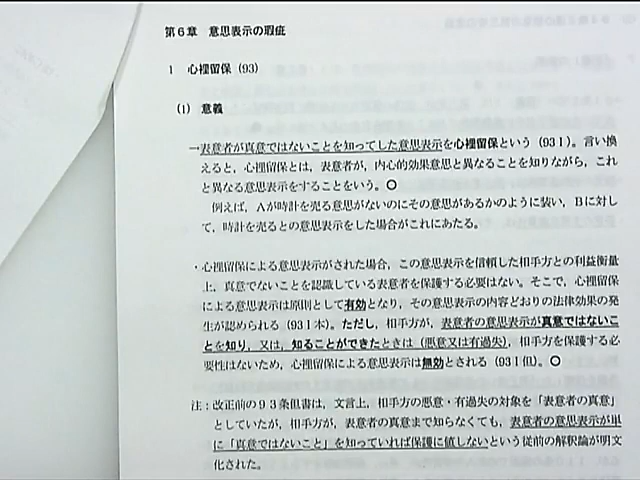 第6章 意思表示の瑕疵
1 心裡留保（93）
(1) 意義
→表意者が真意ではないことを知ってした意思表示を心裡留保という（93Ⅰ）。言い換
えると，心裡留保とは，表意者が，内心的効果意思と異なることを知りながら，これ
と異なる意思表示をすることをいう。〇
例えば，Aが時計を売る意思がないのにその意思があるかのように装い，Bに対し
て，時計を売るとの意思表示をした場合がこれにあたる。
・心裡留保による意思表示がされた場合，この意思表示を信頼した相手方との利益衡量
上，真意でないことを認識している表意者を保護する必要はない。そこで，心裡留保
による意思表示は原則として有効となり，その意思表示の内容どおりの法律効果の発
生が認められる（93Ⅰ本）。ただし，相手方が，表意者の意思表示が真意ではないこ
とを知り，又は，知ることができたときは（悪意又は有過失），相手方を保護する必
要性はないため，心裡留保による意思表示は無効とされる（93Ⅰ但）。〇
注：改正前の93条但書は，文言上，相手方の悪意・有過失の対象を「表意者の真意」
としていたが，相手方が，表意者の真意まで知らなくても，表意者の意思表示が単
に「真意ではないこと」を知っていれば保護に値しないという従前の解釈論が明文
化された。